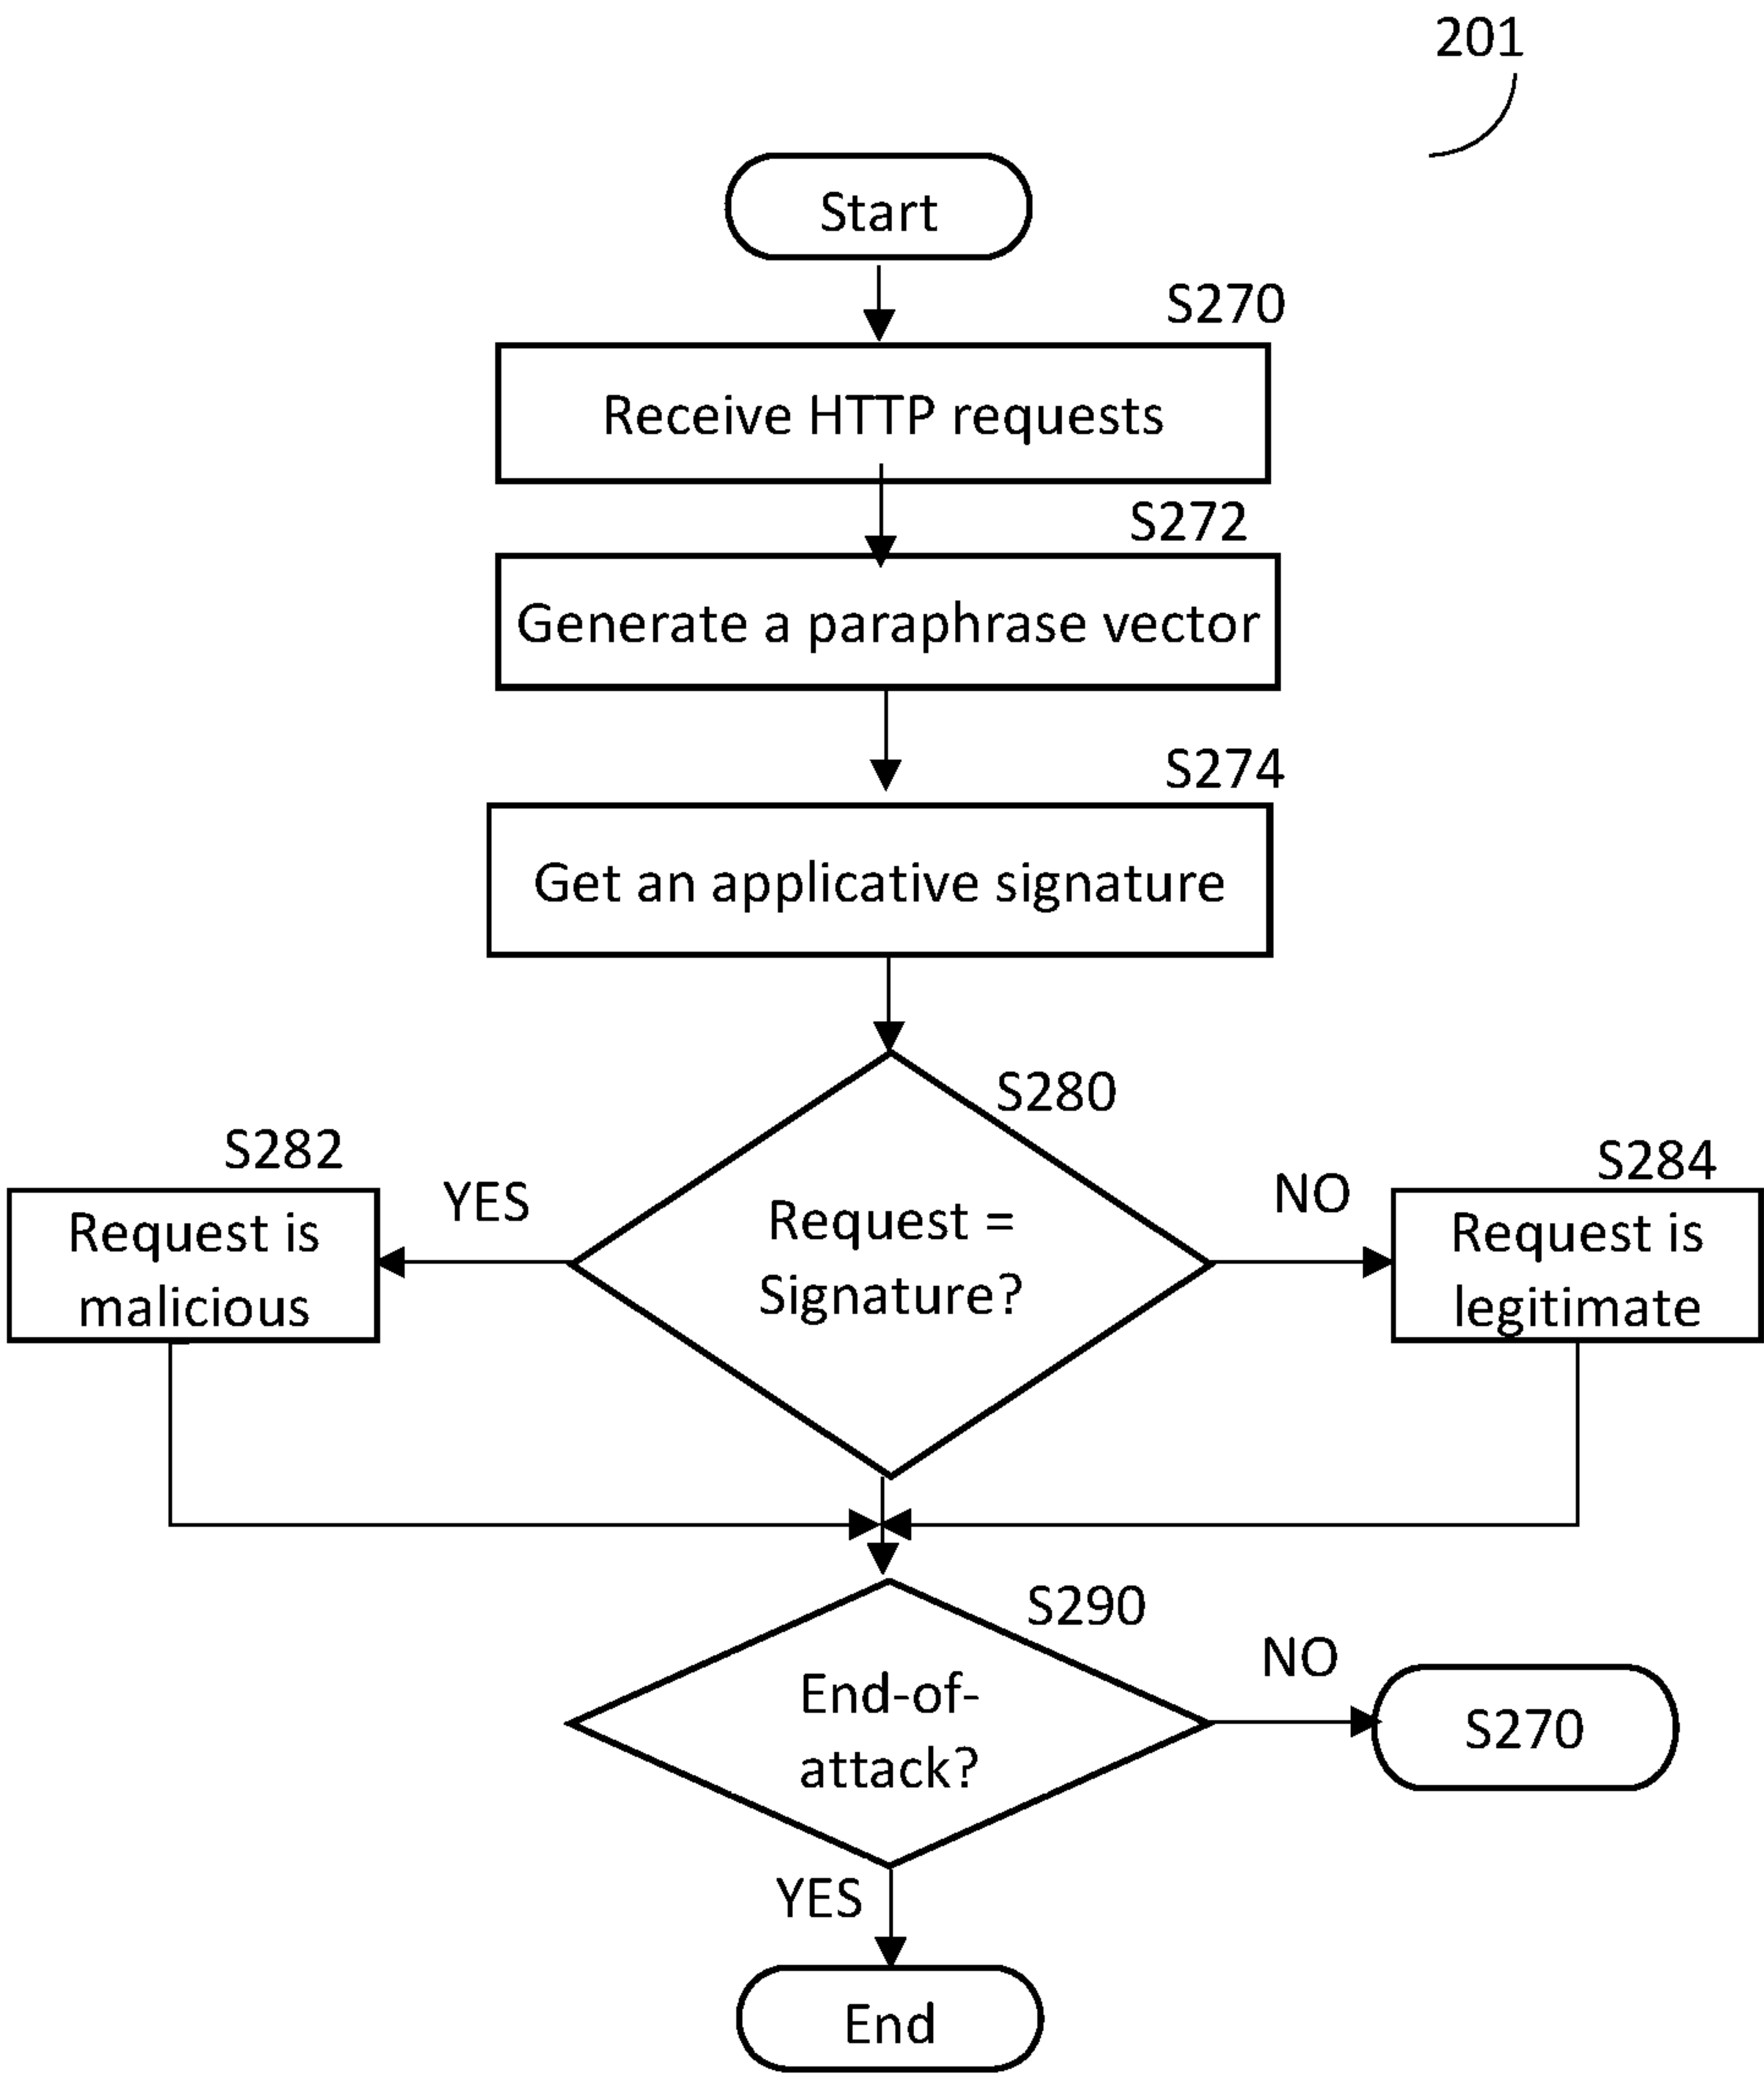 201
Start
S270
Receive HTTP requests
S272
Generate a paraphrase vector
S274
Get an applicative signature
S280
S282
S284
YES
NO
Request is
malicious
Request =
Signature?
Request is
legitimate
S290
NO
End-of-
attack?
S270
YES
End